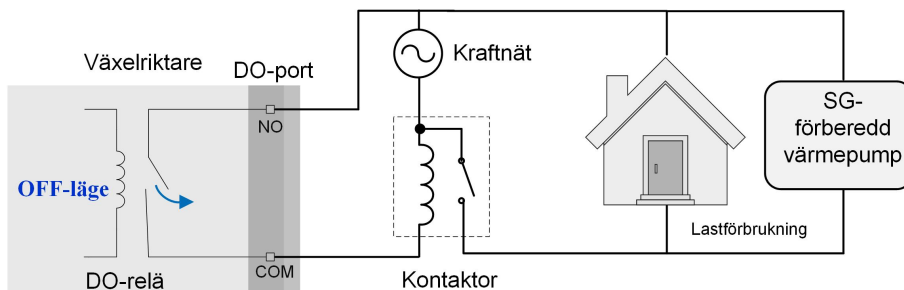 Växelriktare
DO-port
Kraftnät
NO
OFF-läge
SG-
förberedd
värmepump
Lastförbrukning
COM
DO-relä
Kontaktor